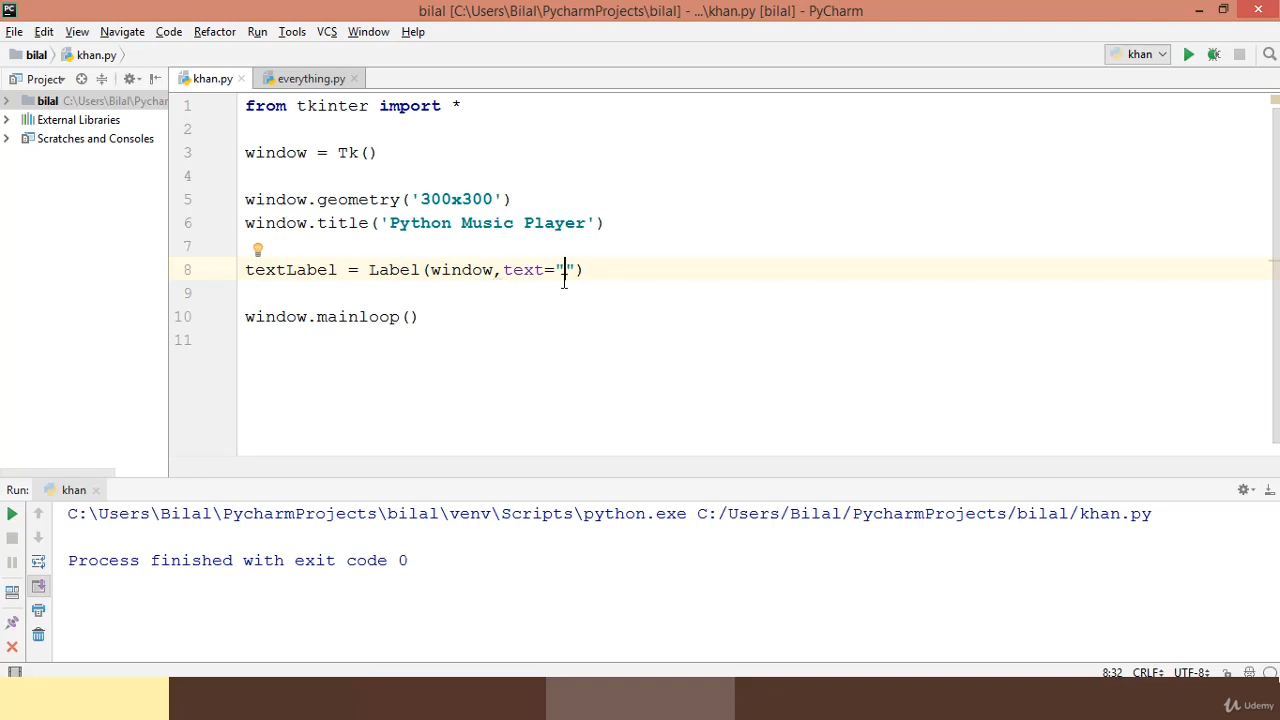 PC
bilal [C:\Users\Bilal\PycharmProjects\bilal] - ...\khan.py [bilal] - PyCharm
File Edit View Navigate Code Refactor Run Tools VCS Window Help
bilal khan.py khan
Project khan.py everything.py
bilal C:\Users\Bilal\Pychar
External Libraries
Scratches and Consoles
1 from tkinter import *
2
3 window = Tk()
4
5 window.geometry('300x300')
6 window.title('Python Music Player')
7
8 textLabel = Label(window,text="")
9
10 window.mainloop()
11
Run: khan
C:\Users\Bilal\PycharmProjects\bilal\venv\Scripts\python.exe C:/Users/Bilal/PycharmProjects/bilal/khan.py
Process finished with exit code 0
8:32 CRLF UTF-8
Udemy